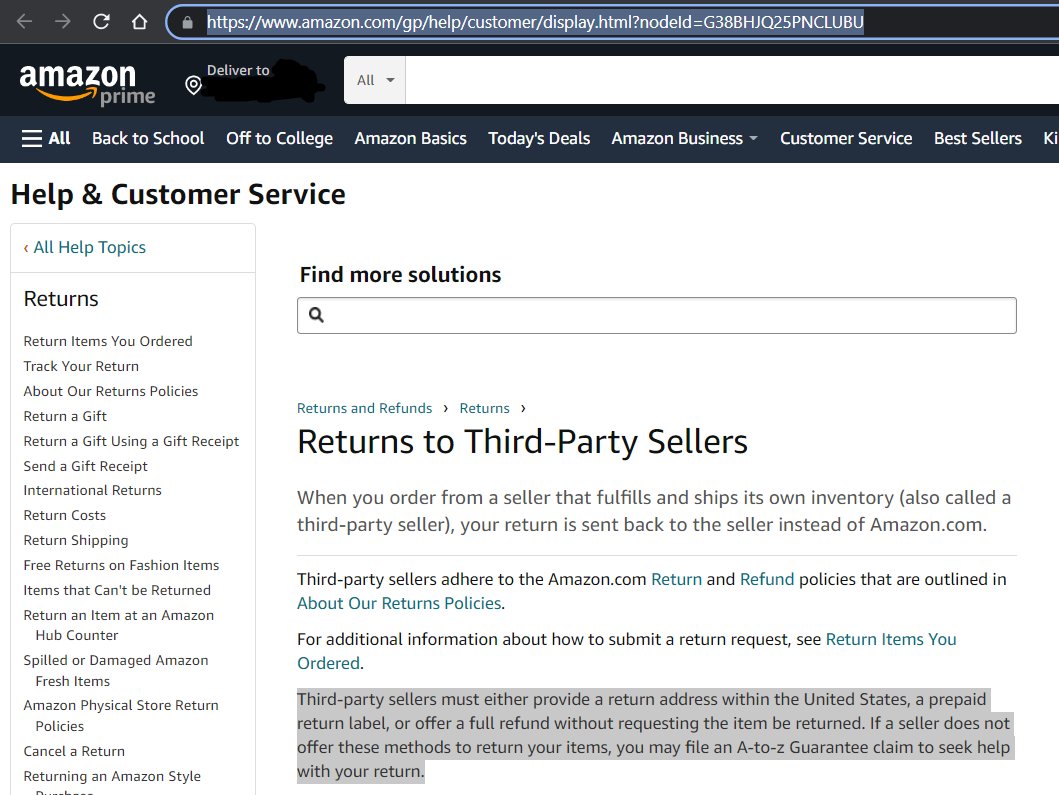 https://www.amazon.com/gp/help/customer/display.html?nodeId=G38BHJQ25PNCLUBU
amazon
prime
Deliver to
All
All
Back to School
Off to College
Amazon Basics
Today's Deals
Amazon Business
Customer Service
Best Sellers
Ki
Help & Customer Service
‹ All Help Topics
Returns
Return Items You Ordered
Track Your Return
About Our Returns Policies
Return a Gift
Return a Gift Using a Gift Receipt
Send a Gift Receipt
International Returns
Return Costs
Return Shipping
Free Returns on Fashion Items
Items that Can't be Returned
Return an Item at an Amazon
Hub Counter
Spilled or Damaged Amazon
Fresh Items
Amazon Physical Store Return
Policies
Cancel a Return
Returning an Amazon Style
Find more solutions
Returns and Refunds › Returns ›
Returns to Third-Party Sellers
When you order from a seller that fulfills and ships its own inventory (also called a
third-party seller), your return is sent back to the seller instead of Amazon.com.
Third-party sellers adhere to the Amazon.com Return and Refund policies that are outlined in
About Our Returns Policies.
For additional information about how to submit a return request, see Return Items You
Ordered.
Third-party sellers must either provide a return address within the United States, a prepaid
return label, or offer a full refund without requesting the item be returned. If a seller does not
offer these methods to return your items, you may file an A-to-z Guarantee claim to seek help
with your return.